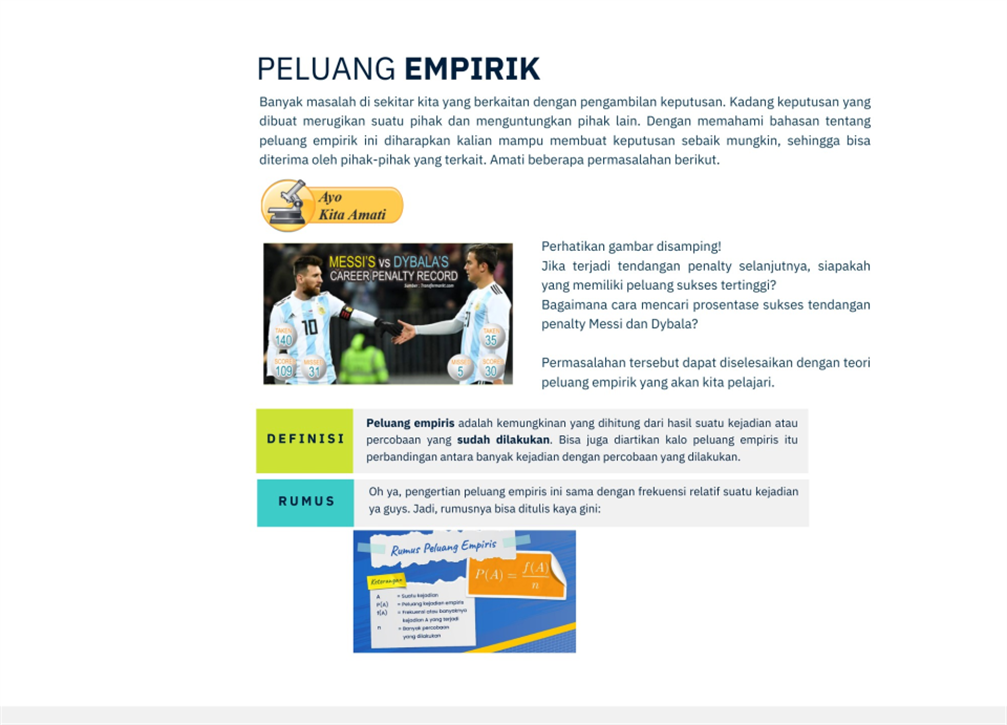 PELUANG EMPIRIK
Banyak masalah di sekitar kita yang berkaitan dengan pengambilan keputusan. Kadang keputusan yang
dibuat merugikan suatu pihak dan menguntungkan pihak lain. Dengan memahami bahasan tentang
peluang empirik ini diharapkan kalian mampu membuat keputusan sebaik mungkin, sehingga bisa
diterima oleh pihak-pihak yang terkait. Amati beberapa permasalahan berikut.
Ayo
Kita Amati
MESSI'S vs DYBALA'S
CAREER PENALTY RECORD
Sumber : Transfermarkt.com
10
TAKEN
140
SCORED
109
MISSED
31
TAKEN
35
MISSED
5
SCORED
30
Perhatikan gambar disamping!
Jika terjadi tendangan penalty selanjutnya, siapakah
yang memiliki peluang sukses tertinggi?
Bagaimana cara mencari prosentase sukses tendangan
penalty Messi dan Dybala?
Permasalahan tersebut dapat diselesaikan dengan teori
peluang empirik yang akan kita pelajari.
DEFINISI
Peluang empiris adalah kemungkinan yang dihitung dari hasil suatu kejadian atau
percobaan yang sudah dilakukan. Bisa juga diartikan kalo peluang empiris itu
perbandingan antara banyak kejadian dengan percobaan yang dilakukan.
RUMUS
Oh ya, pengertian peluang empiris ini sama dengan frekuensi relatif suatu kejadian
ya guys. Jadi, rumusnya bisa ditulis kaya gini:
Rumus Peluang Empiris
P(A) = f(A)/n
Keterangan
A = Suatu kejadian
P(A) = Peluang kejadian empiris
f(A) = Frekuensi atau banyaknya
kejadian A yang terjadi
n = Banyak percobaan
yang dilakukan